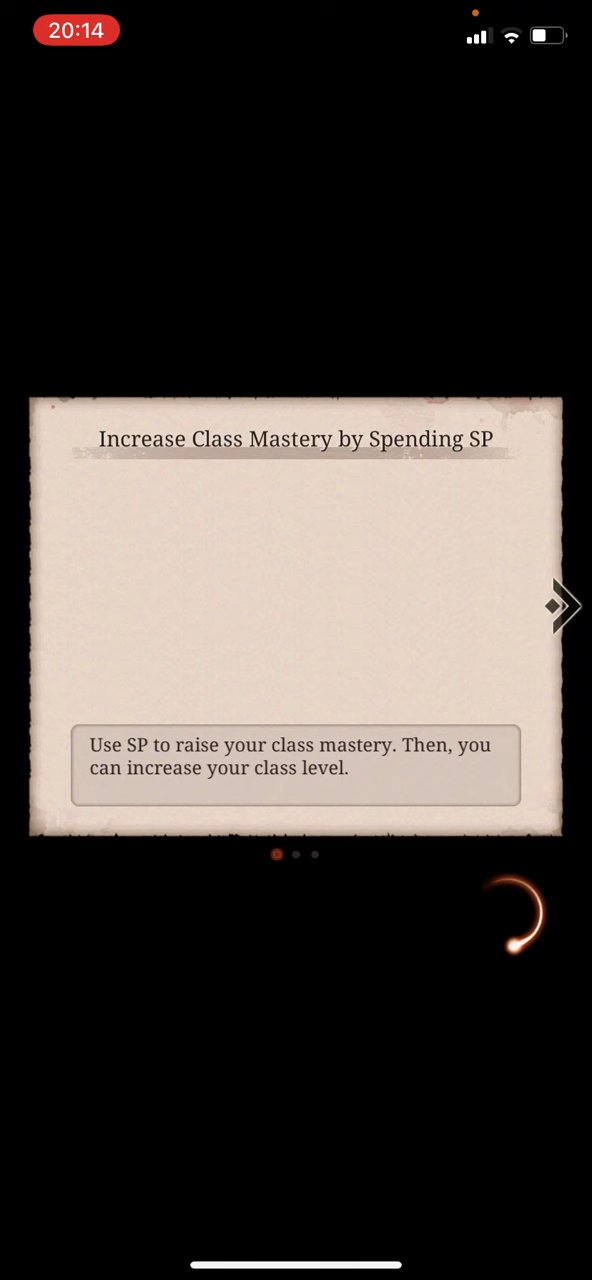 20:14
Increase Class Mastery by Spending SP
Use SP to raise your class mastery. Then, you
can increase your class level.